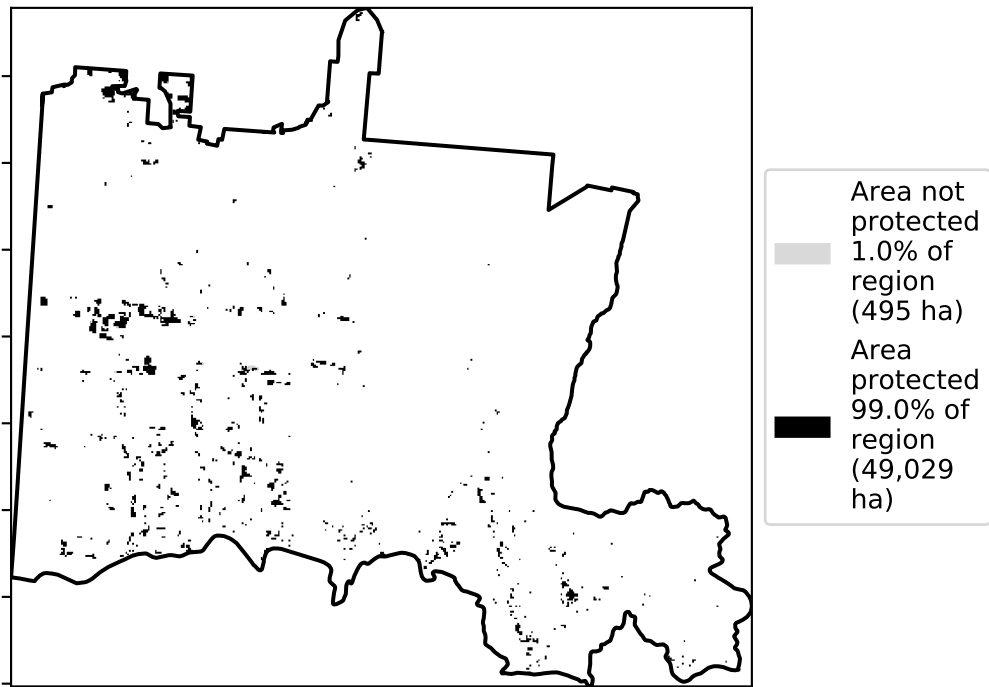 Area not
protected
1.0% of
region
(495 ha)
Area
protected
99.0% of
region
(49,029
ha)